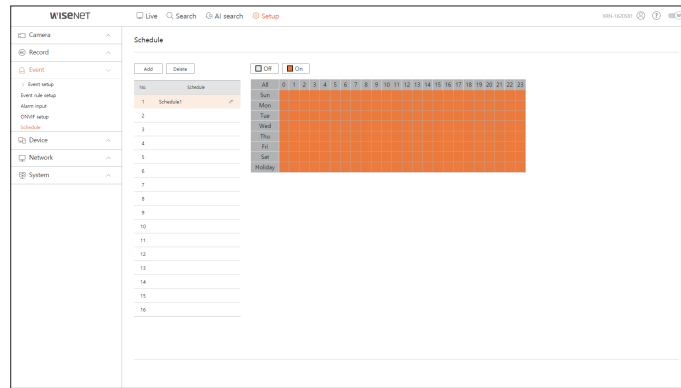 WISENET
Live Search AI search Setup
Camera
Record
Event
Event setup
Event rule setup
Alarm input
ONVIF setup
Schedule
Device
Network
System
Schedule
Add Delete
No. Schedule
1 Schedule1
2
3
4
5
6
7
8
9
10
11
12
13
14
15
16
Off On
All 0 1 2 3 4 5 6 7 8 9 10 11 12 13 14 15 16 17 18 19 20 21 22 23
Sun
Mon
Tue
Wed
Thu
Fri
Sat
Holiday